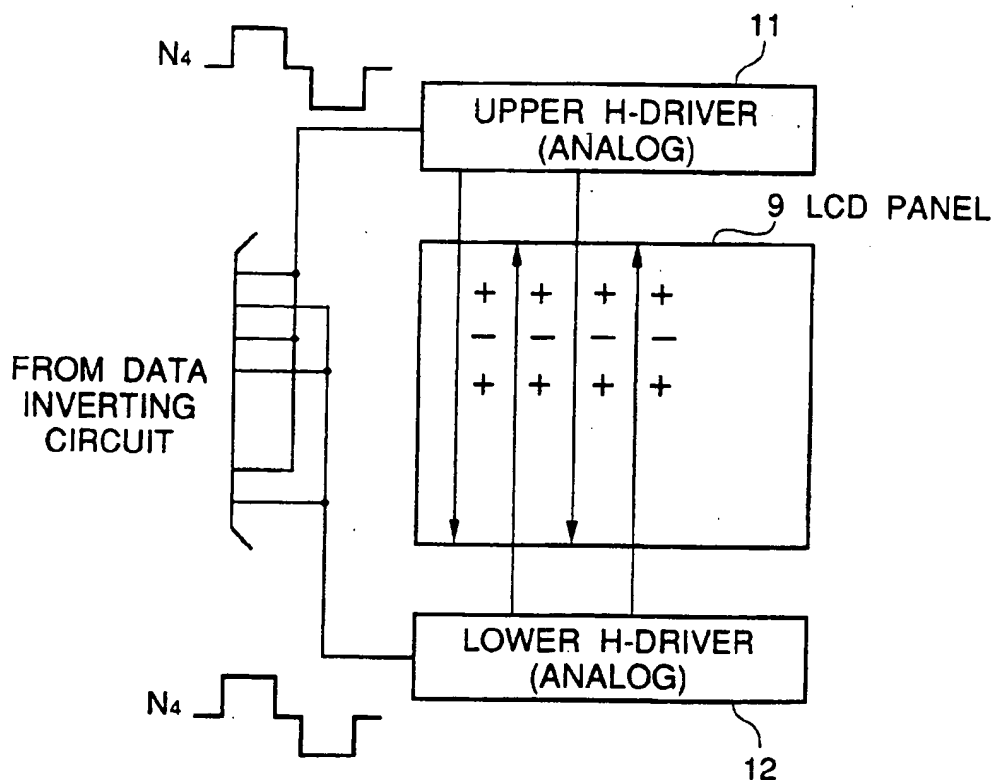 11
N4
UPPER H-DRIVER
(ANALOG)
9 LCD PANEL
+ + + +
− − − −
+ + + +
FROM DATA
INVERTING
CIRCUIT
LOWER H-DRIVER
(ANALOG)
N4
12